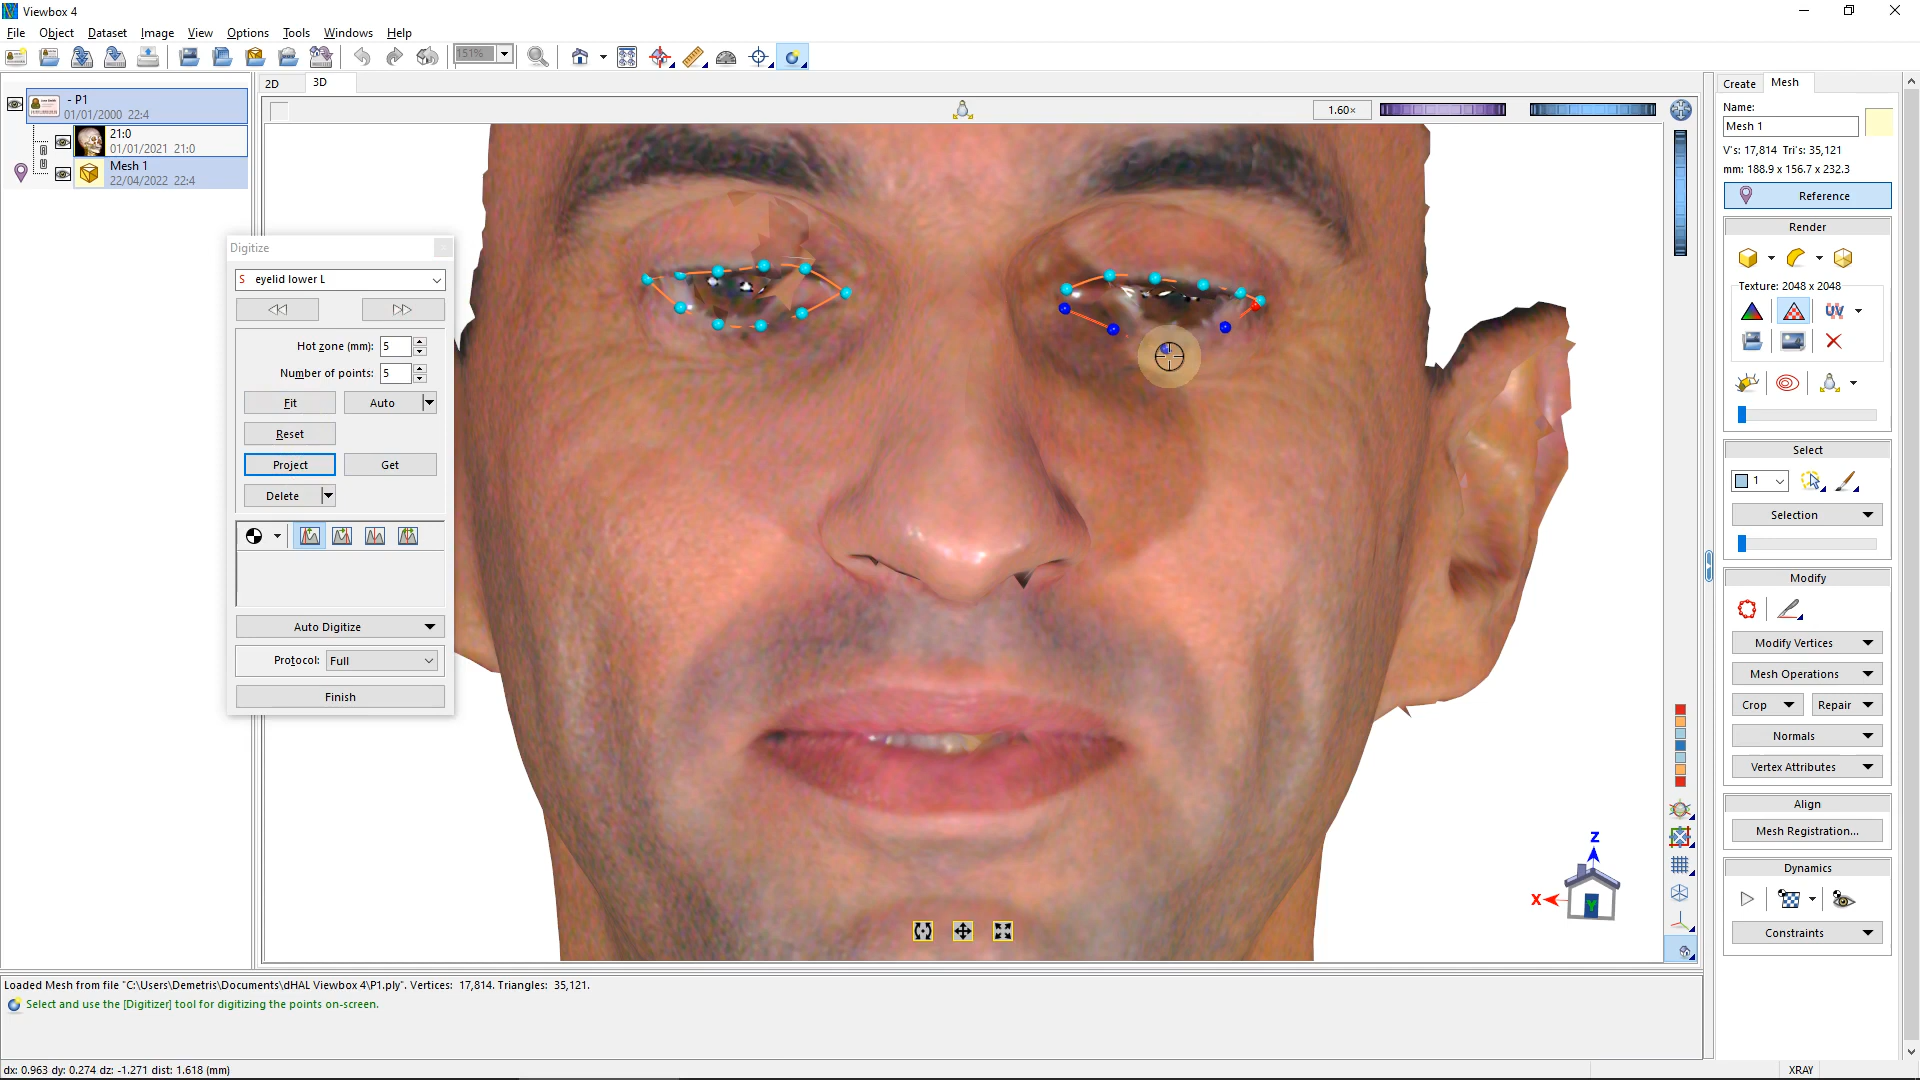 Viewbox 4
File Object Dataset Image View Options Tools Windows Help
151%
- P1
01/01/2000 22:4
21:0
01/01/2021 21:0
Mesh 1
22/04/2022 22:4
2D 3D
1.60×
Digitize
S eyelid lower L
Hot zone (mm): 5
Number of points: 5
Fit Auto
Reset
Project Get
Delete
Auto Digitize
Protocol: Full
Finish
Z
X
Y
Create Mesh
Name:
Mesh 1
V's: 17,814 Tri's: 35,121
mm: 188.9 x 156.7 x 232.3
Reference
Render
Texture: 2048 x 2048
UV
Select
1
Selection
Modify
Modify Vertices
Mesh Operations
Crop Repair
Normals
Vertex Attributes
Align
Mesh Registration...
Dynamics
Constraints
Loaded Mesh from file "C:\Users\Demetris\Documents\dHAL Viewbox 4\P1.ply". Vertices: 17,814. Triangles: 35,121.
Select and use the [Digitizer] tool for digitizing the points on-screen.
dx: 0.963 dy: 0.274 dz: -1.271 dist: 1.618 (mm)
XRAY